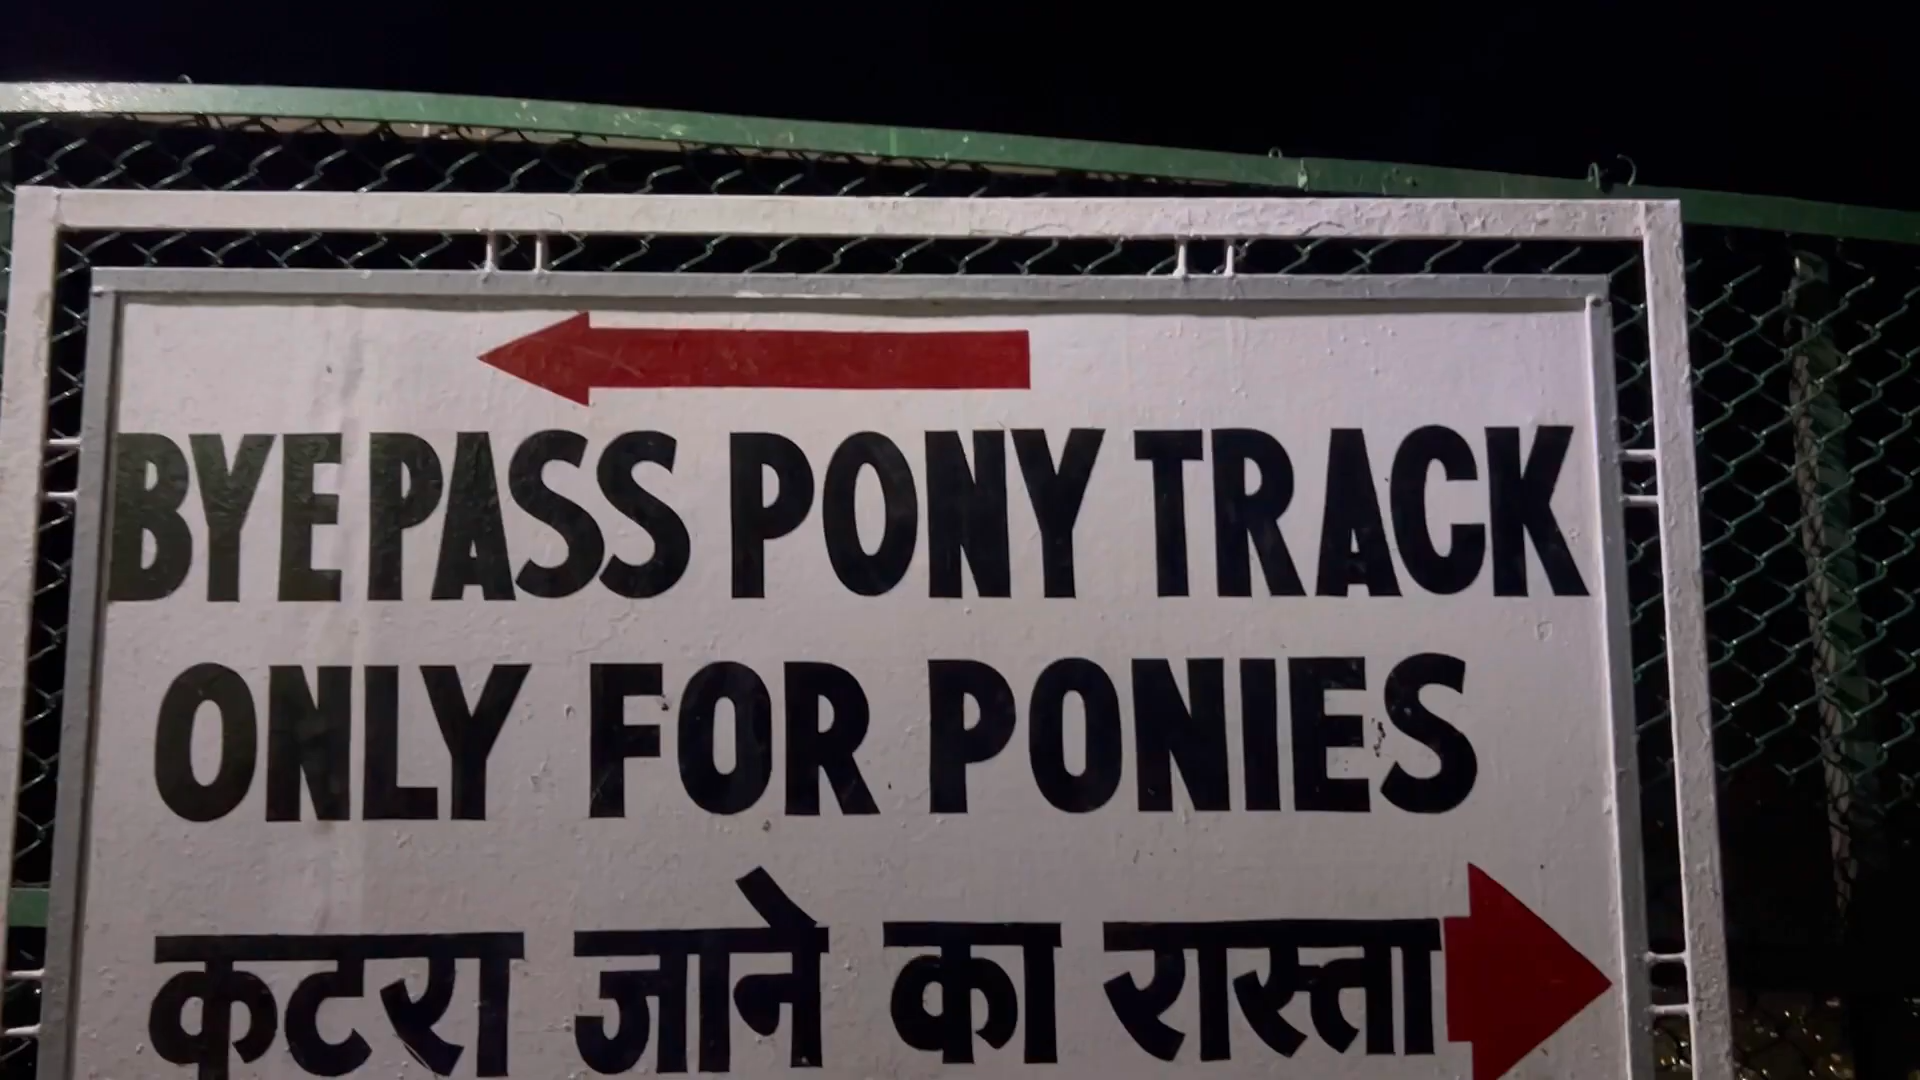 BYE PASS PONY TRACK
ONLY FOR PONIES
कटरा जाने का रास्ता